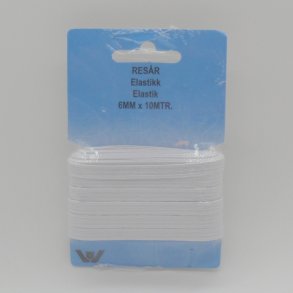 RESÅR
Elastikk
Elastik
6MM x 10MTR.